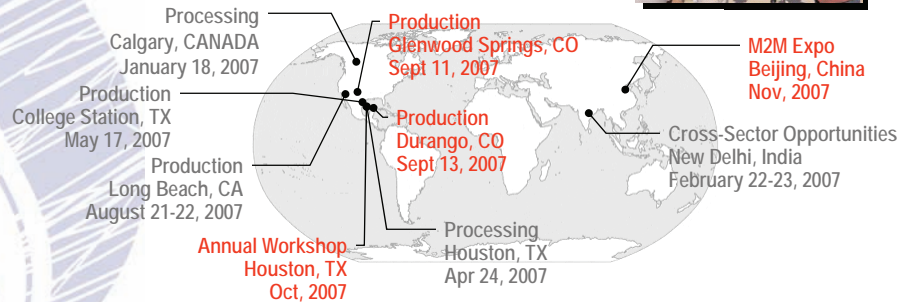 Processing
Calgary, CANADA
January 18, 2007
Production
Glenwood Springs, CO
Sept 11, 2007
M2M Expo
Beijing, China
Nov, 2007
Production
College Station, TX
May 17, 2007
Production
Durango, CO
Sept 13, 2007
Cross-Sector Opportunities
New Delhi, India
February 22-23, 2007
Production
Long Beach, CA
August 21-22, 2007
Annual Workshop
Houston, TX
Oct, 2007
Processing
Houston, TX
Apr 24, 2007